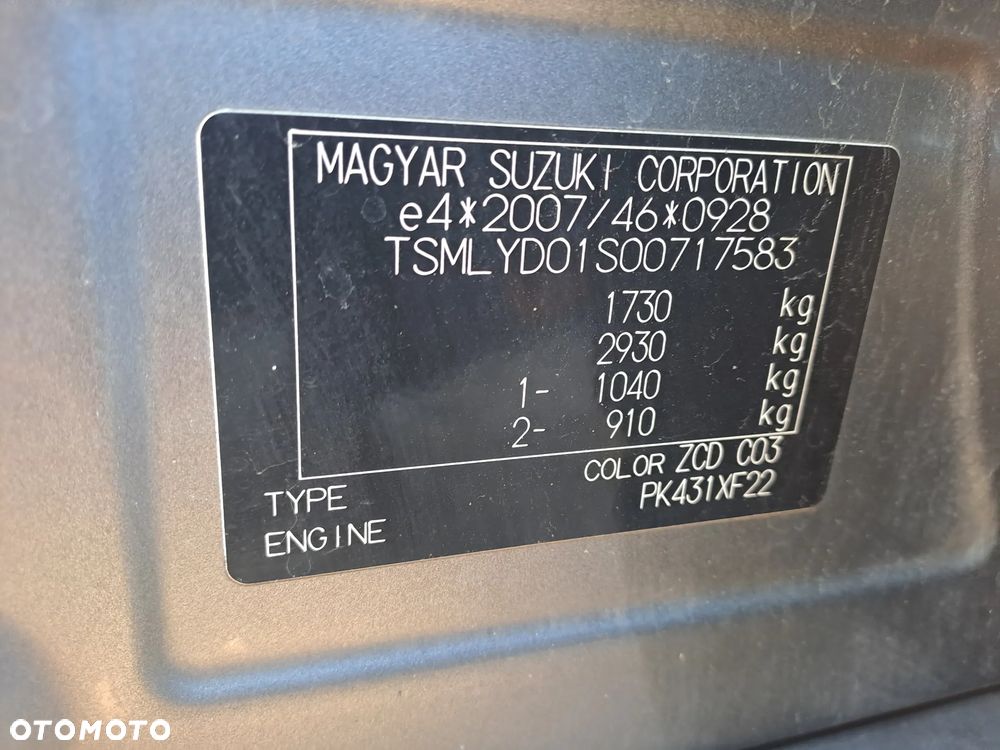 MAGYAR SUZUKI CORPORATION
e4*2007/46*0928
TSMLYD01S00717583
1730 kg
2930 kg
1- 1040 kg
2- 910 kg
COLOR ZCD C03
TYPE PK431XF22
ENGINE
OTOMOTO